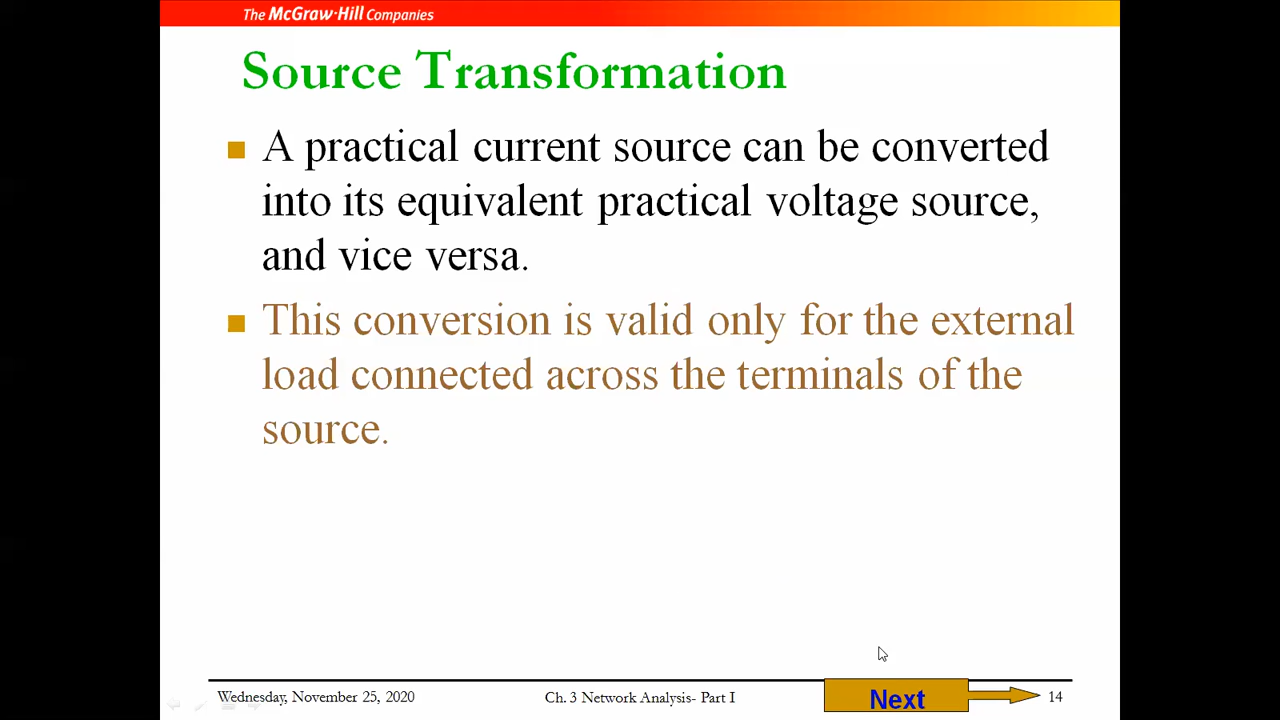 The McGraw-Hill Companies
Source Transformation
A practical current source can be converted
into its equivalent practical voltage source,
and vice versa.
This conversion is valid only for the external
load connected across the terminals of the
source.
Wednesday, November 25, 2020 Ch. 3 Network Analysis- Part I Next 14